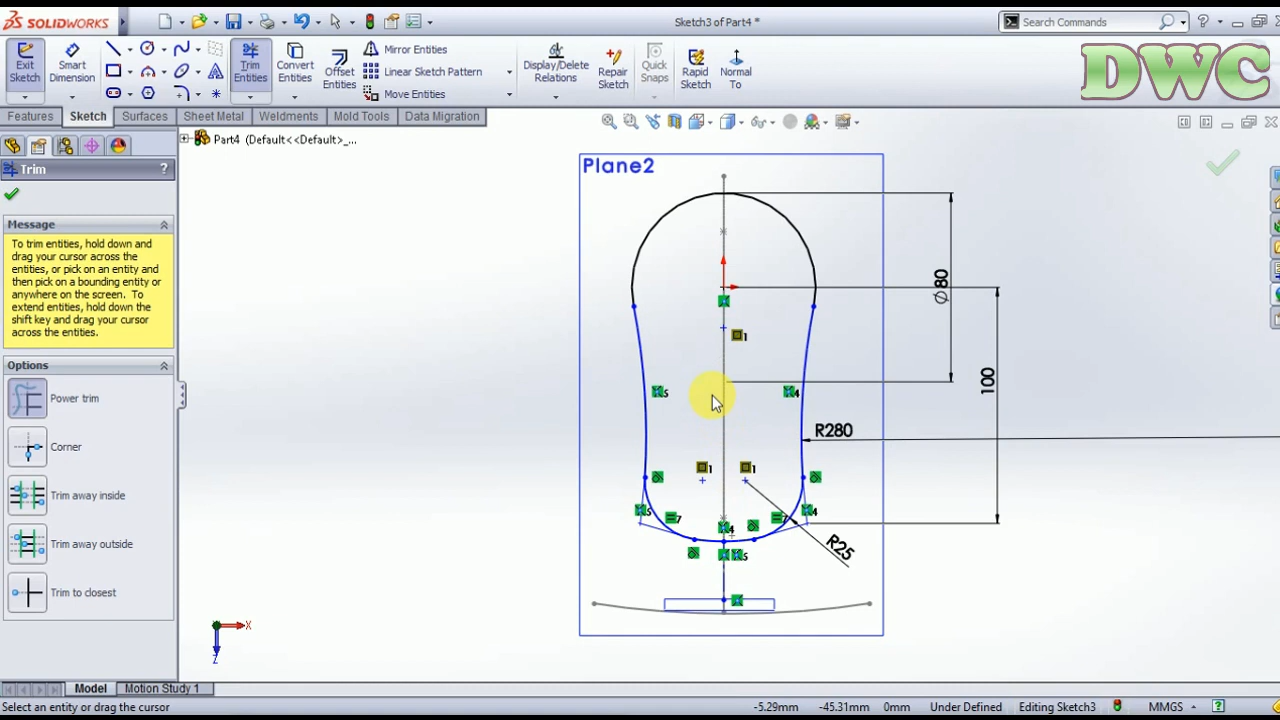 SOLIDWORKS
Sketch3 of Part4 *
Search Commands
DWC
Exit Sketch
Smart Dimension
Trim Entities
Convert Entities
Offset Entities
Mirror Entities
Linear Sketch Pattern
Move Entities
Display/Delete Relations
Repair Sketch
Quick Snaps
Rapid Sketch
Normal To
Features
Sketch
Surfaces
Sheet Metal
Weldments
Mold Tools
Data Migration
Part4 (Default<<Default>_...
Trim
?
Message
To trim entities, hold down and
drag your cursor across the
entities, or pick on an entity and
then pick on a bounding entity or
anywhere on the screen. To
extend entities, hold down the
shift key and drag your cursor
across the entities.
Options
Power trim
Corner
Trim away inside
Trim away outside
Trim to closest
Plane2
Ø80
100
R280
R25
X
Z
Model
Motion Study 1
Select an entity or drag the cursor
-5.29mm
-45.31mm
0mm
Under Defined
Editing Sketch3
MMGS